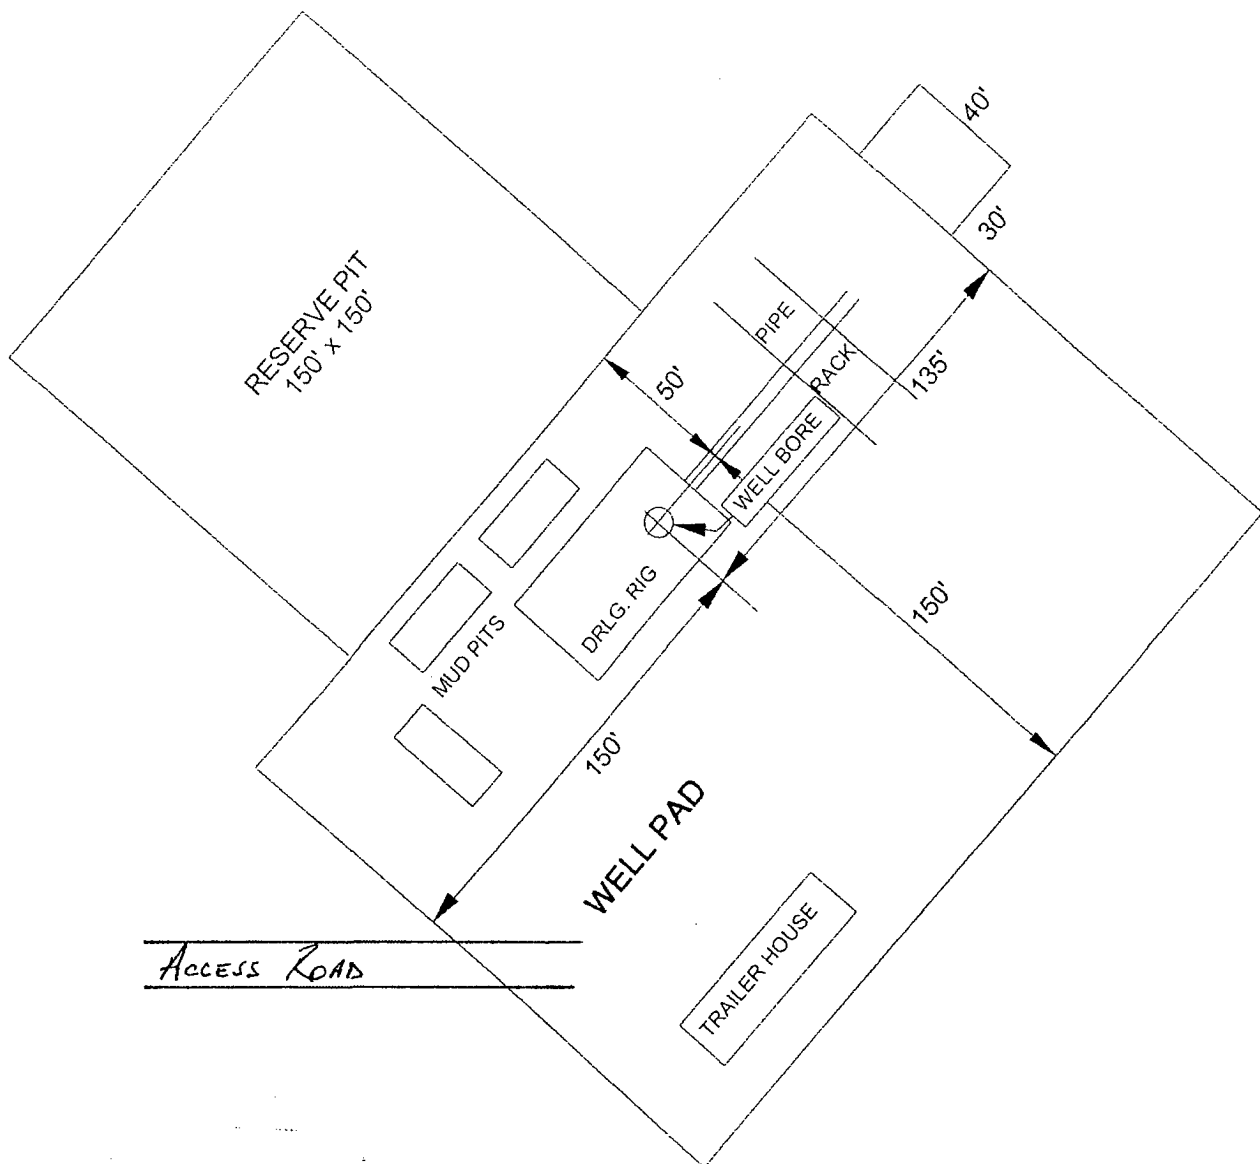 40'
30'
RESERVE PIT
150' x 150'
PIPE
RACK
50'
135'
WELL BORE
DRLG. RIG
MUD PITS
150'
150'
WELL PAD
TRAILER HOUSE
ACCESS ROAD